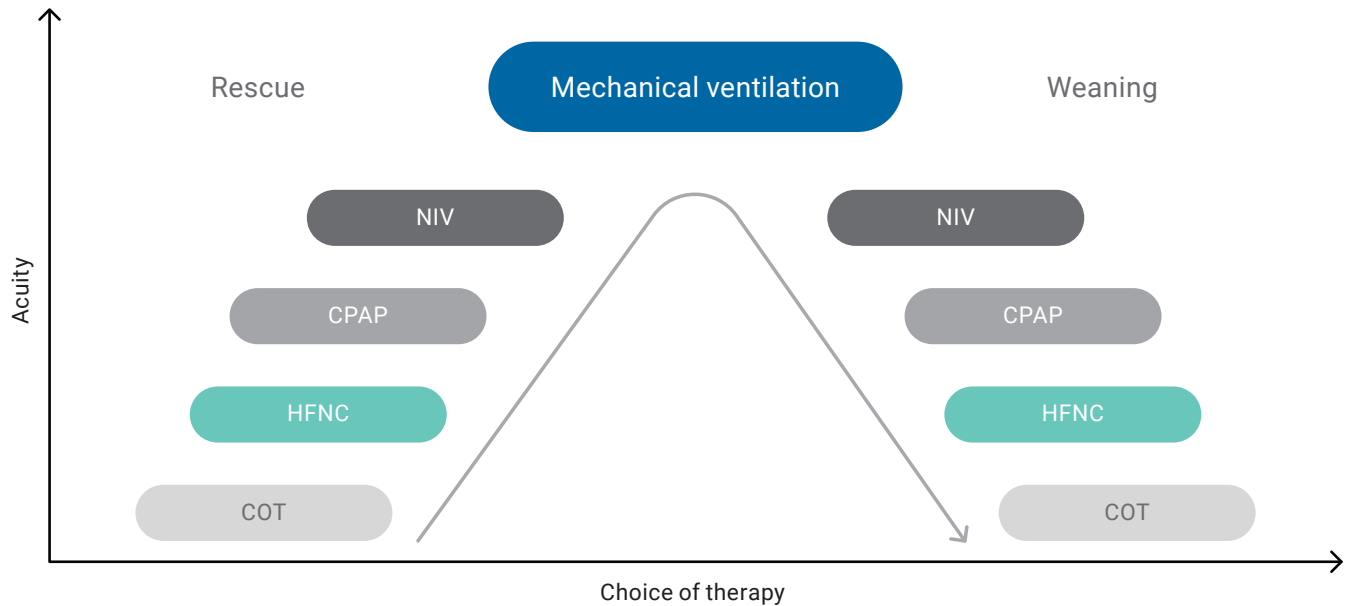 Rescue
Mechanical ventilation
Weaning
NIV
NIV
CPAP
CPAP
HFNC
HFNC
COT
COT
Acuity
Choice of therapy